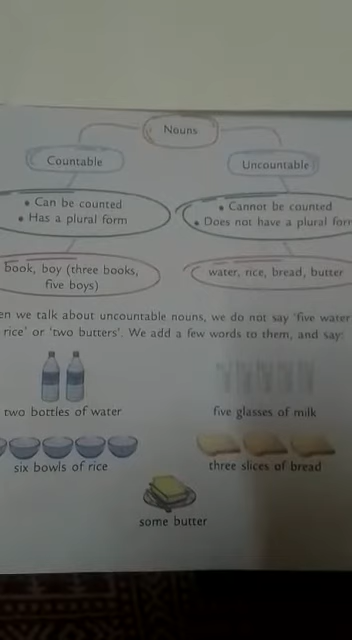 Nouns
Countable
Uncountable
• Can be counted
• Has a plural form
• Cannot be counted
• Does not have a plural form
book, boy (three books,
five boys)
water, rice, bread, butter
en we talk about uncountable nouns, we do not say 'five water
rice' or 'two butters'. We add a few words to them, and say:
two bottles of water
five glasses of milk
six bowls of rice
three slices of bread
some butter